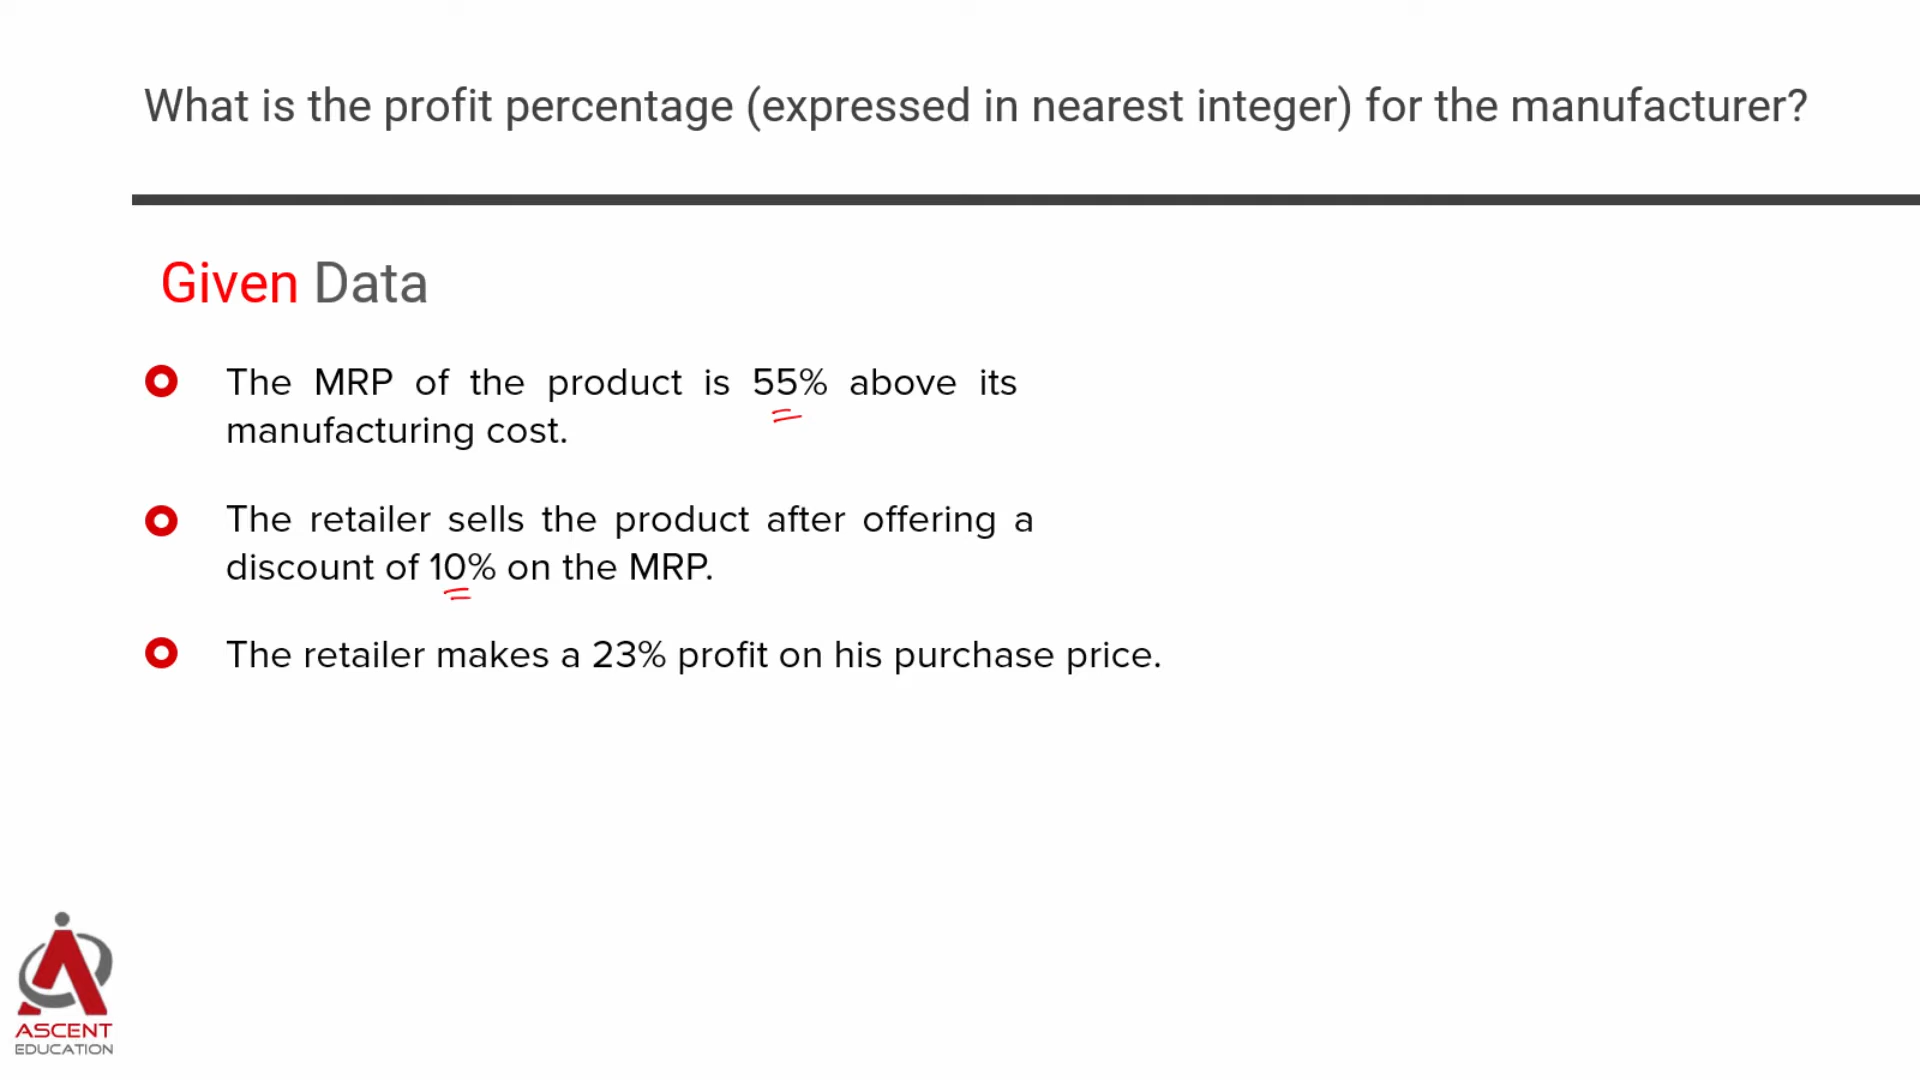 What is the profit percentage (expressed in nearest integer) for the manufacturer?
Given Data
The MRP of the product is 55% above its
manufacturing cost.
The retailer sells the product after offering a
discount of 10% on the MRP.
The retailer makes a 23% profit on his purchase price.
ASCENT
EDUCATION